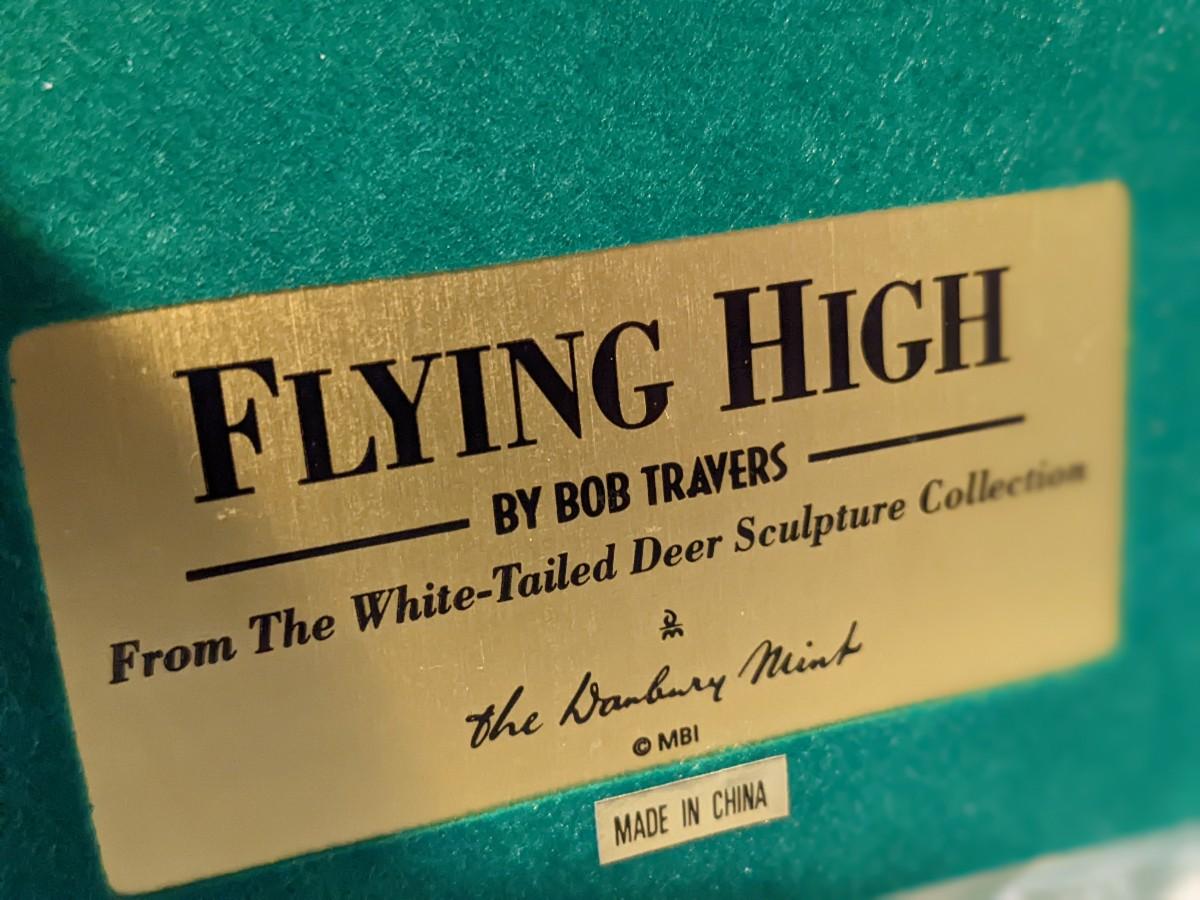 FLYING HIGH
BY BOB TRAVERS
From The White-Tailed Deer Sculpture Collection
The Danbury Mint
© MBI
MADE IN CHINA